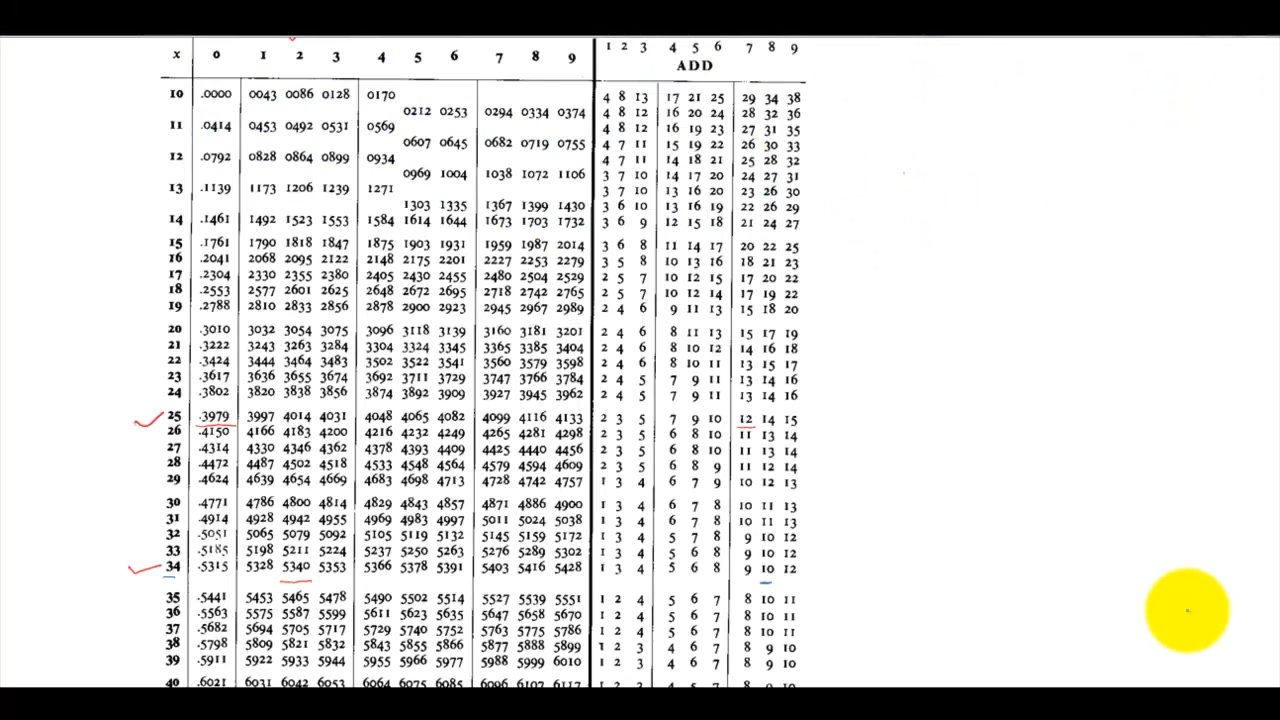 1 2 3 4 5 6 7 8 9
x 0 1 2 3 4 5 6 7 8 9 ADD
10 .0000 0043 0086 0128 0170 4 8 13 17 21 25 29 34 38
0212 0253 0294 0334 0374 4 8 12 16 20 24 28 32 36
11 .0414 0453 0492 0531 0569 4 8 12 16 19 23 27 31 35
0607 0645 0682 0719 0755 4 7 11 15 19 22 26 30 33
12 .0792 0828 0864 0899 0934 4 7 11 14 18 21 25 28 32
0969 1004 1038 1072 1106 3 7 10 14 17 20 24 27 31
13 .1139 1173 1206 1239 1271 3 7 10 13 16 20 23 26 30
1303 1335 1367 1399 1430 3 6 10 13 16 19 22 26 29
14 .1461 1492 1523 1553 1584 1614 1644 1673 1703 1732 3 6 9 12 15 18 21 24 27
15 .1761 1790 1818 1847 1875 1903 1931 1959 1987 2014 3 6 8 11 14 17 20 22 25
16 .2041 2068 2095 2122 2148 2175 2201 2227 2253 2279 3 5 8 10 13 16 18 21 23
17 .2304 2330 2355 2380 2405 2430 2455 2480 2504 2529 2 5 7 10 12 15 17 20 22
18 .2553 2577 2601 2625 2648 2672 2695 2718 2742 2765 2 5 7 10 12 14 17 19 22
19 .2788 2810 2833 2856 2878 2900 2923 2945 2967 2989 2 4 6 9 11 13 15 18 20
20 .3010 3032 3054 3075 3096 3118 3139 3160 3181 3201 2 4 6 8 11 13 15 17 19
21 .3222 3243 3263 3284 3304 3324 3345 3365 3385 3404 2 4 6 8 10 12 14 16 18
22 .3424 3444 3464 3483 3502 3522 3541 3560 3579 3598 2 4 6 8 10 11 13 15 17
23 .3617 3636 3655 3674 3692 3711 3729 3747 3766 3784 2 4 5 7 9 11 13 14 16
24 .3802 3820 3838 3856 3874 3892 3909 3927 3945 3962 2 4 5 7 9 11 13 14 16
25 .3979 3997 4014 4031 4048 4065 4082 4099 4116 4133 2 3 5 7 9 10 12 14 15
26 .4150 4166 4183 4200 4216 4232 4249 4265 4281 4298 2 3 5 6 8 10 11 13 14
27 .4314 4330 4346 4362 4378 4393 4409 4425 4440 4456 2 3 5 6 8 10 11 13 14
28 .4472 4487 4502 4518 4533 4548 4564 4579 4594 4609 2 3 5 6 8 9 11 12 14
29 .4624 4639 4654 4669 4683 4698 4713 4728 4742 4757 1 3 4 6 7 9 10 12 13
30 .4771 4786 4800 4814 4829 4843 4857 4871 4886 4900 1 3 4 6 7 8 10 11 13
31 .4914 4928 4942 4955 4969 4983 4997 5011 5024 5038 1 3 4 6 7 8 10 11 13
32 .5051 5065 5079 5092 5105 5119 5132 5145 5159 5172 1 3 4 5 7 8 9 10 12
33 .5185 5198 5211 5224 5237 5250 5263 5276 5289 5302 1 3 4 5 6 8 9 10 12
34 .5315 5328 5340 5353 5366 5378 5391 5403 5416 5428 1 3 4 5 6 8 9 10 12
35 .5441 5453 5465 5478 5490 5502 5514 5527 5539 5551 1 2 4 5 6 7 8 10 11
36 .5563 5575 5587 5599 5611 5623 5635 5647 5658 5670 1 2 4 5 6 7 8 10 11
37 .5682 5694 5705 5717 5729 5740 5752 5763 5775 5786 1 2 4 5 6 7 8 10 11
38 .5798 5809 5821 5832 5843 5855 5866 5877 5888 5899 1 2 3 4 6 7 8 9 10
39 .5911 5922 5933 5944 5955 5966 5977 5988 5999 6010 1 2 3 4 6 7 8 9 10
40 .6021 6031 6042 6053 6064 6075 6085 6096 6107 6117